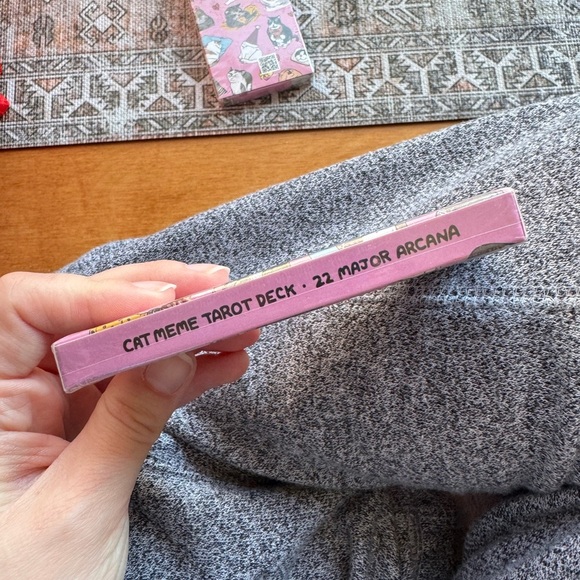 CAT MEME TAROT DECK · 22 MAJOR ARCANA